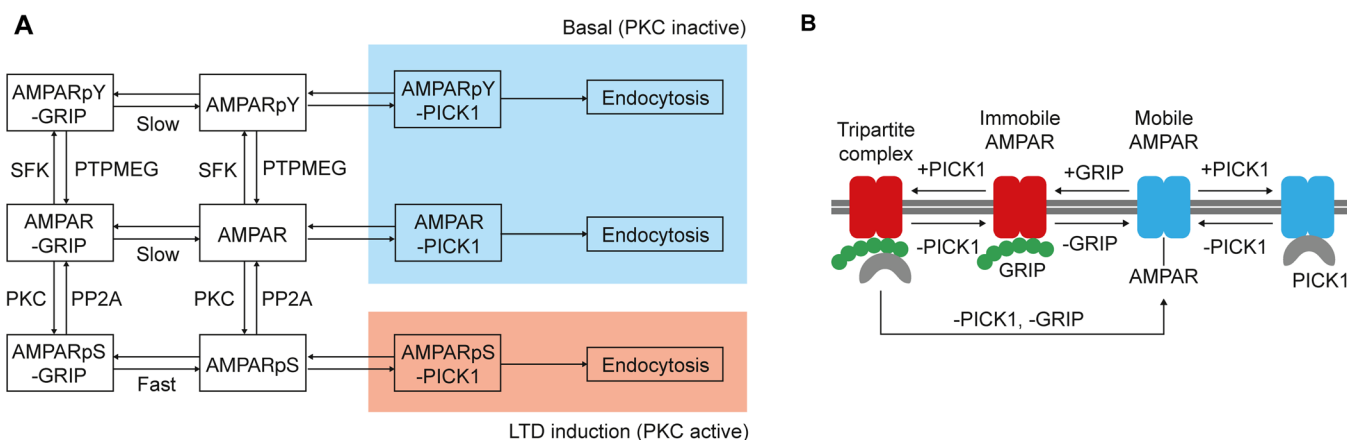 A
Basal (PKC inactive)
AMPARpY
-GRIP
AMPARpY
AMPARpY
-PICK1
Endocytosis
Slow
SFK
PTPMEG
SFK
PTPMEG
AMPAR
-GRIP
AMPAR
AMPAR
-PICK1
Endocytosis
Slow
PKC
PP2A
PKC
PP2A
AMPARpS
-GRIP
AMPARpS
AMPARpS
-PICK1
Endocytosis
Fast
LTD induction (PKC active)
B
Tripartite
complex
Immobile
AMPAR
Mobile
AMPAR
+PICK1
+GRIP
+PICK1
-PICK1
-GRIP
-PICK1
GRIP
AMPAR
PICK1
-PICK1, -GRIP